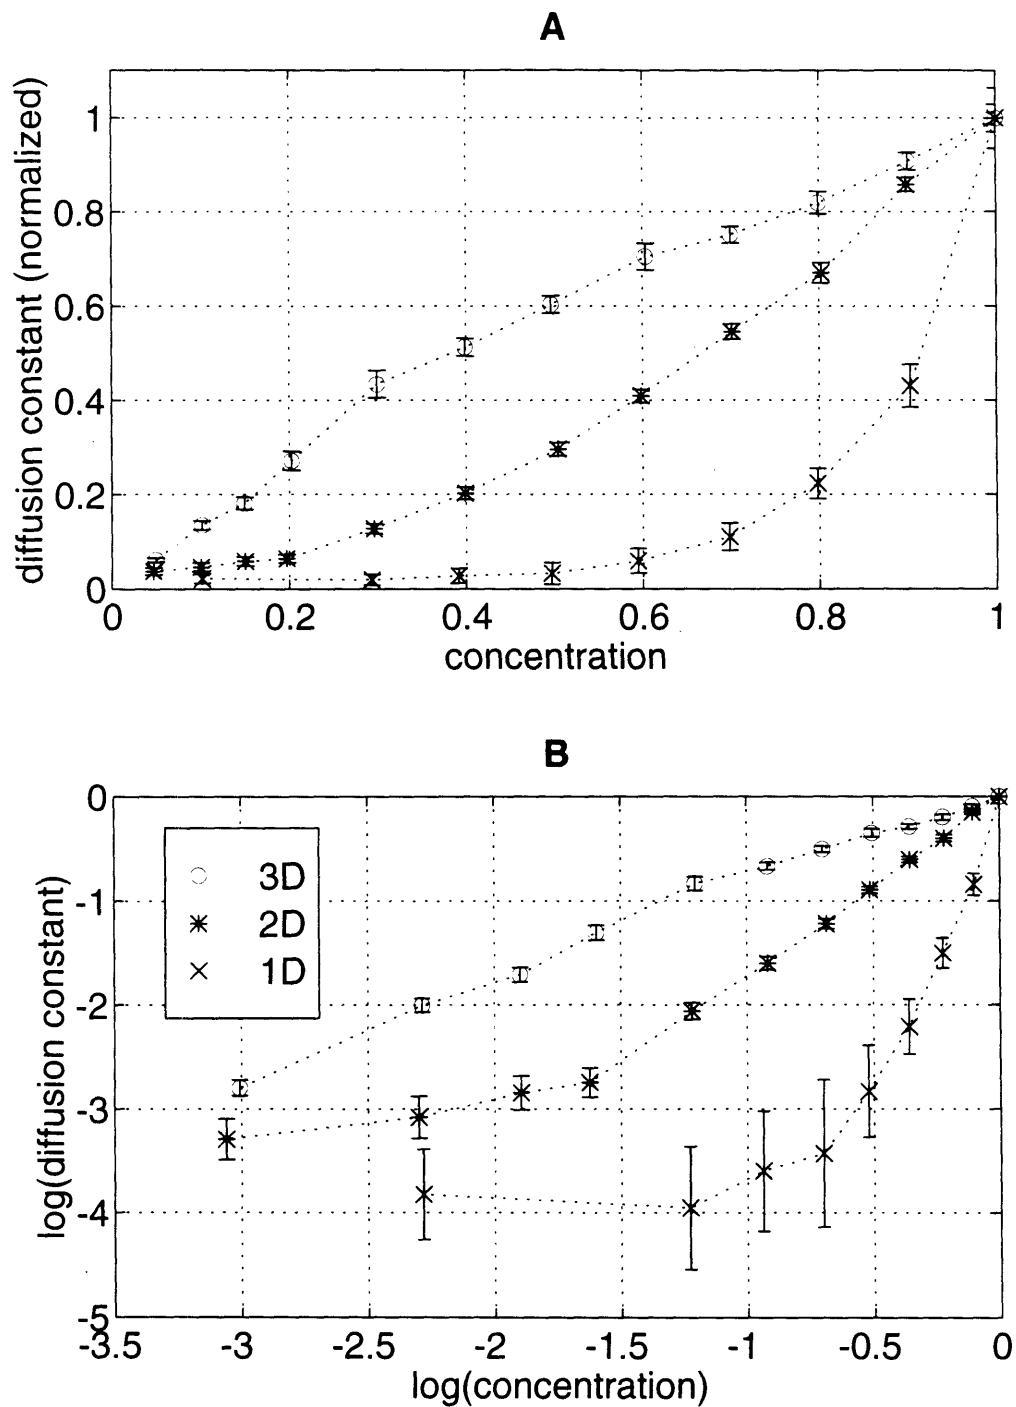 A
diffusion constant (normalized)
1
0.8
0.6
0.4
0.2
0
0 0.2 0.4 0.6 0.8 1
concentration
B
log(diffusion constant)
0
-1
-2
-3
-4
-5
3D
2D
1D
-3.5 -3 -2.5 -2 -1.5 -1 -0.5 0
log(concentration)